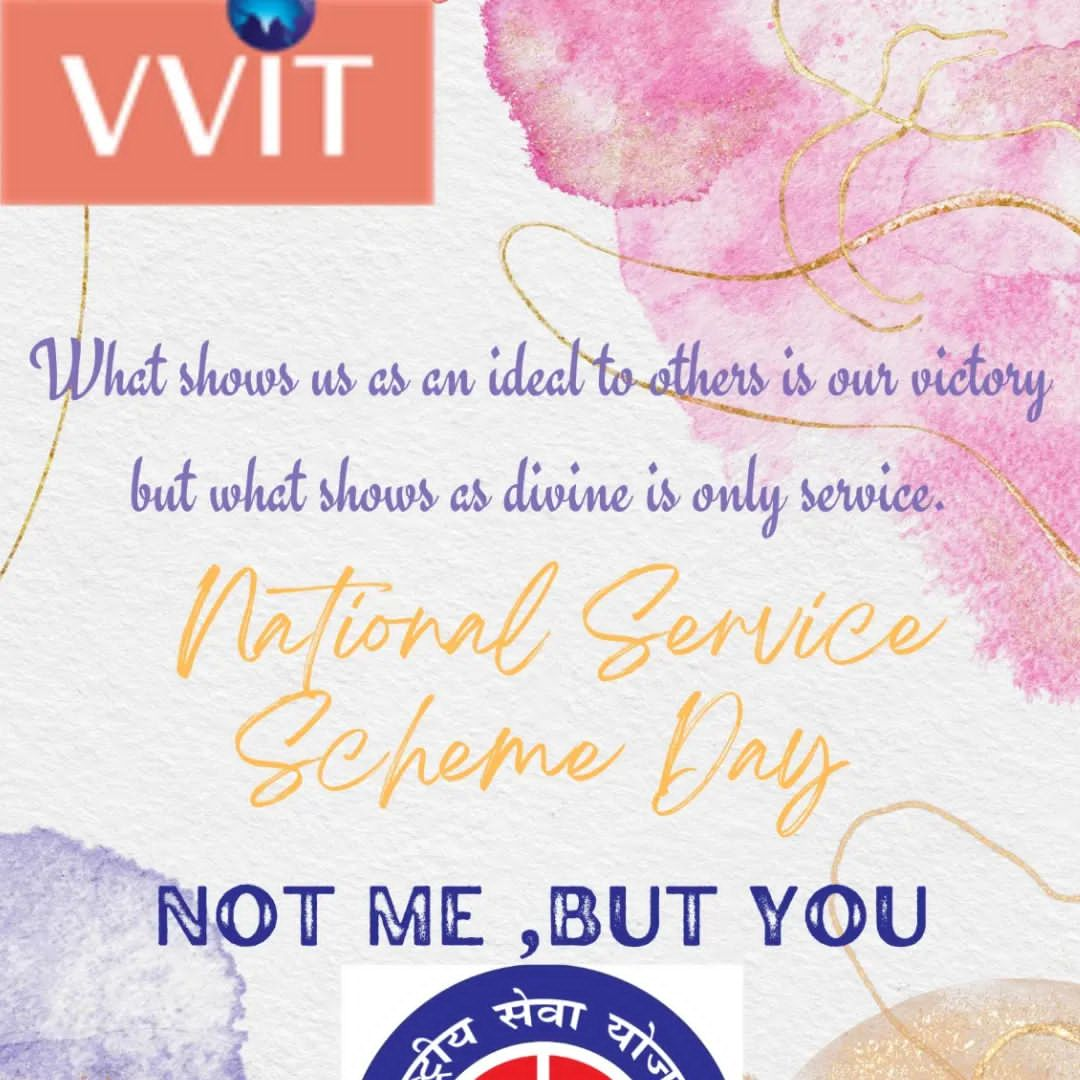 VVIT
What shows us as an ideal to others is our victory
but what shows as divine is only service.
National Service
Scheme Day
NOT ME ,BUT YOU
सेवा